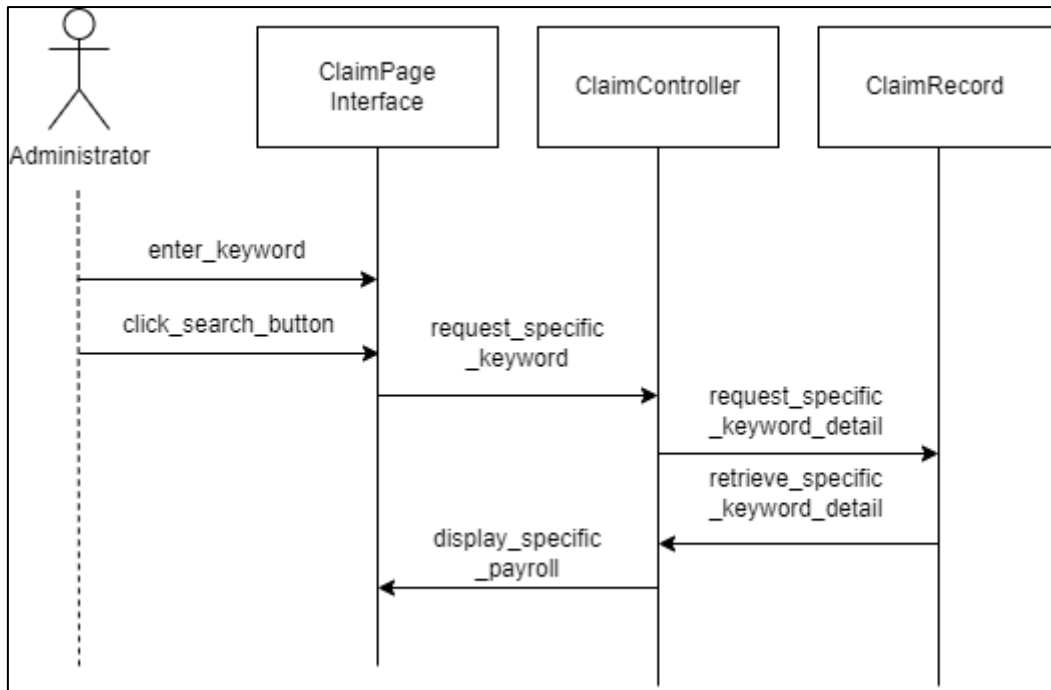 ClaimPage
Interface
ClaimController
ClaimRecord
Administrator
enter_keyword
click_search_button
request_specific
_keyword
request_specific
_keyword_detail
retrieve_specific
_keyword_detail
display_specific
_payroll